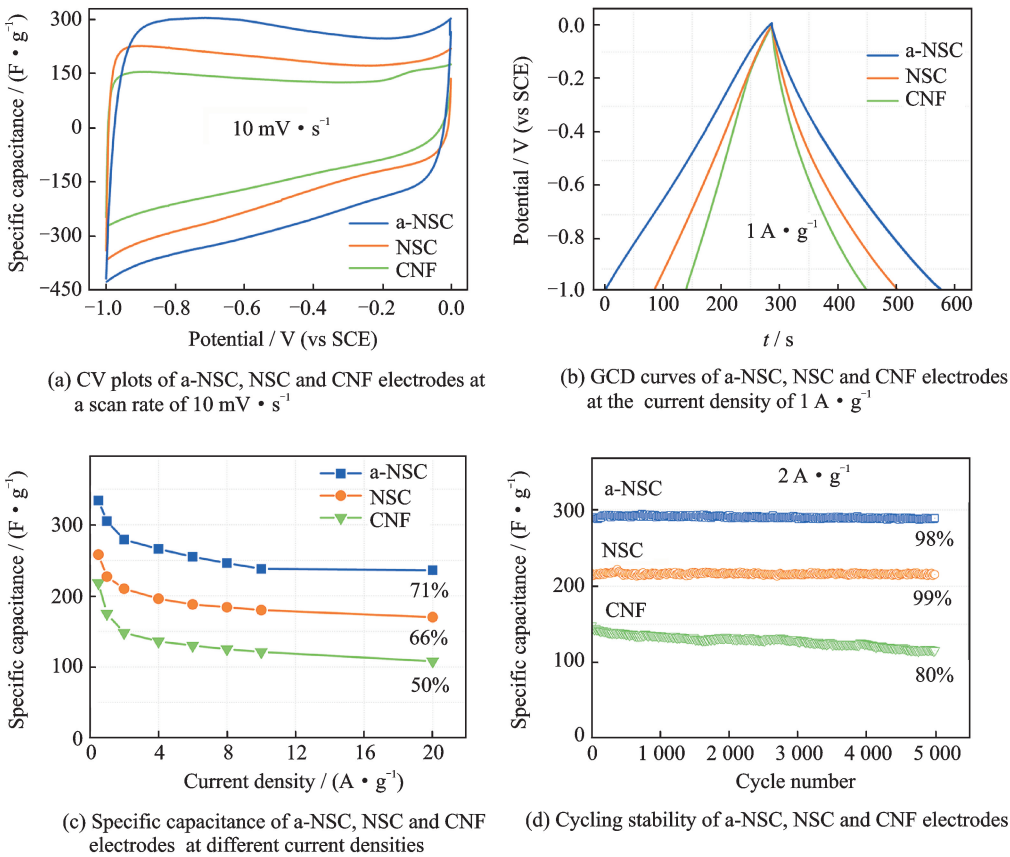 300
150
0
−150
−300
−450
Specific capacitance / (F • g⁻¹)
10 mV • s⁻¹
a-NSC
NSC
CNF
−1.0 −0.8 −0.6 −0.4 −0.2 0.0
Potential / V (vs SCE)
(a) CV plots of a-NSC, NSC and CNF electrodes at
a scan rate of 10 mV • s⁻¹
0.0
−0.2
−0.4
−0.6
−0.8
−1.0
Potential / V (vs SCE)
a-NSC
NSC
CNF
1 A • g⁻¹
0 100 200 300 400 500 600
t / s
(b) GCD curves of a-NSC, NSC and CNF electrodes
at the current density of 1 A • g⁻¹
300
200
100
0
Specific capacitance / (F • g⁻¹)
a-NSC
NSC
CNF
71%
66%
50%
0 4 8 12 16 20
Current density / (A • g⁻¹)
(c) Specific capacitance of a-NSC, NSC and CNF
electrodes at different current densities
300
200
100
0
Specific capacitance / (F • g⁻¹)
2 A • g⁻¹
a-NSC
98%
NSC
99%
CNF
80%
0 1 000 2 000 3 000 4 000 5 000
Cycle number
(d) Cycling stability of a-NSC, NSC and CNF electrodes